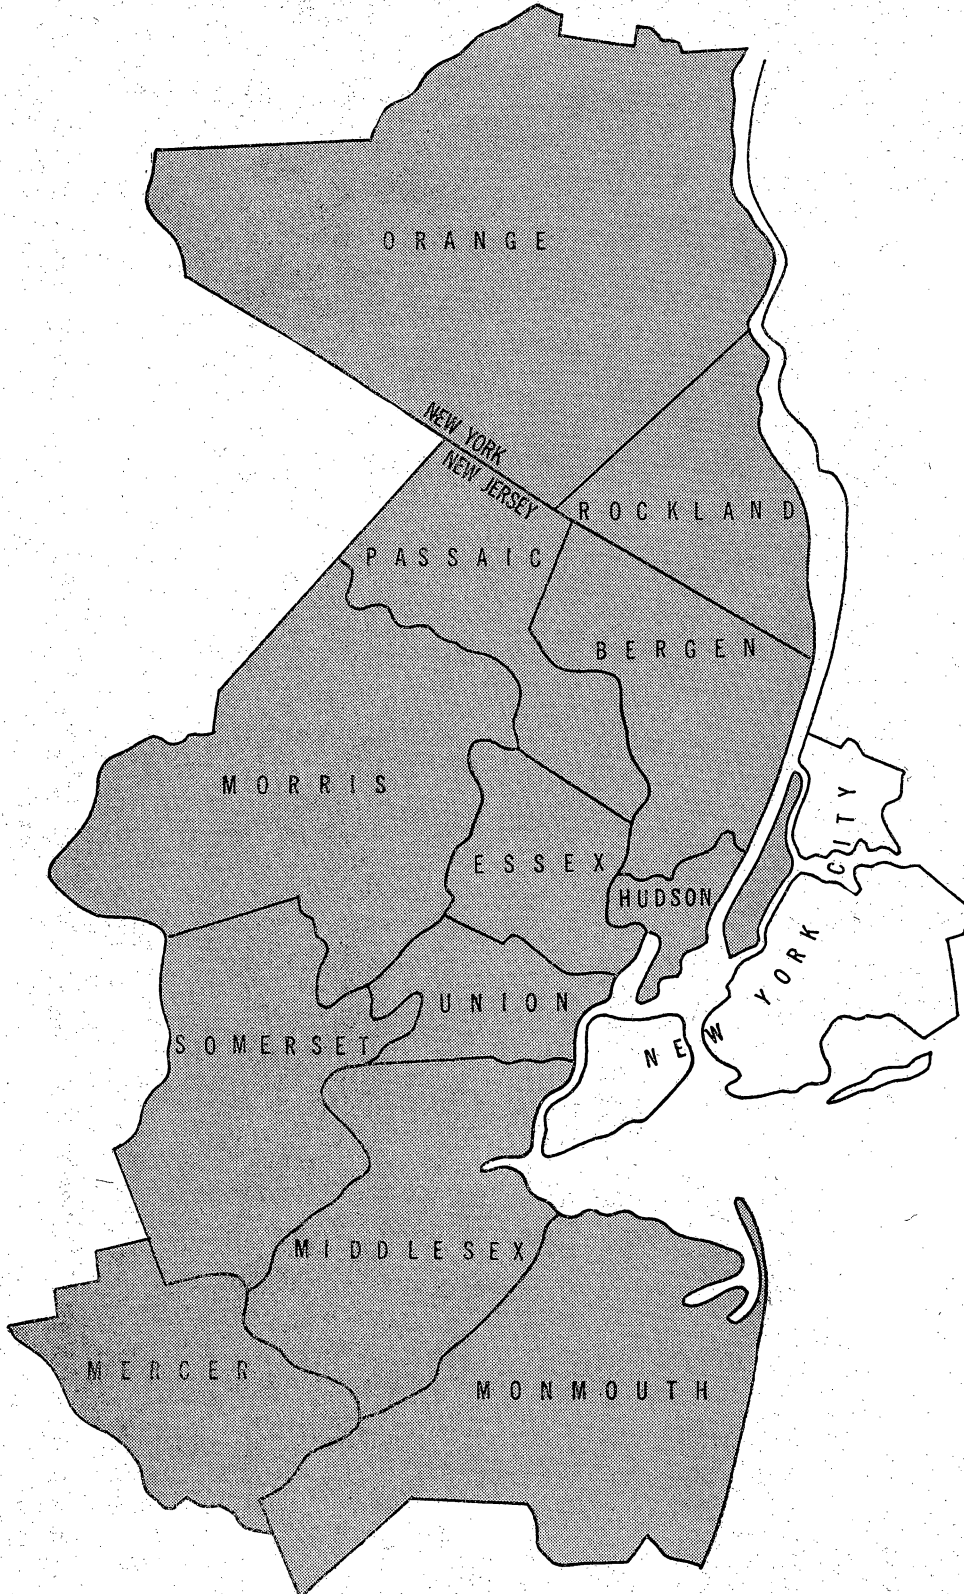 ORANGE
NEW YORK
NEW JERSEY
ROCKLAND
PASSAIC
BERGEN
MORRIS
ESSEX
HUDSON
NEW YORK CITY
UNION
SOMERSET
MIDDLESEX
MERCER
MONMOUTH